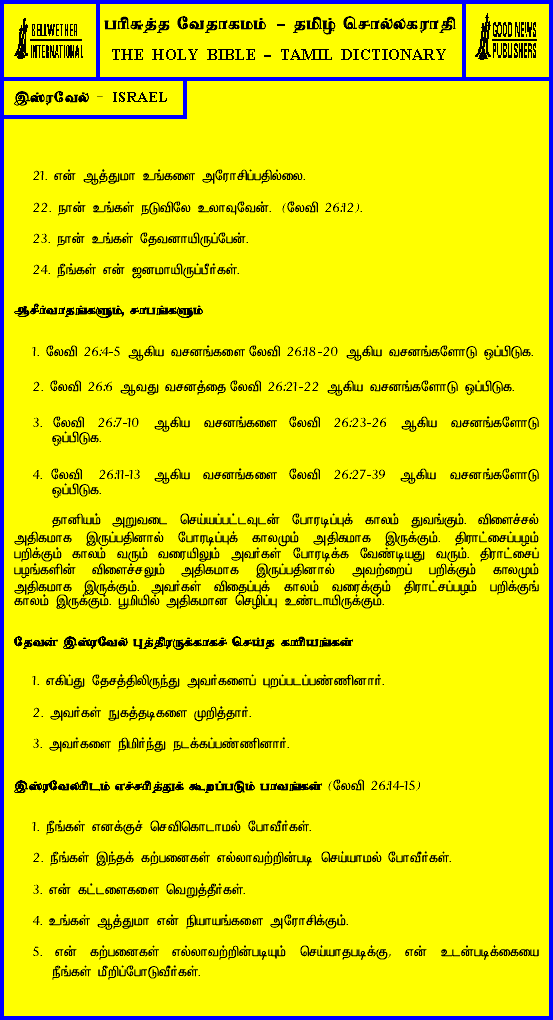 BELLWETHER
INTERNATIONAL
பரிசுத்த வேதாகமம் – தமிழ் சொல்லகராதி
THE HOLY BIBLE – TAMIL DICTIONARY
GOOD NEWS
PUBLISHERS
இஸ்ரவேல் – ISRAEL
21. என் ஆத்துமா உங்களை அரோசிப்பதில்லை.
22. நான் உங்கள் நடுவிலே உலாவுவேன். (லேவி 26:12).
23. நான் உங்கள் தேவனாயிருப்பேன்.
24. நீங்கள் என் ஜனமாயிருப்பீர்கள்.
ஆசீர்வாதங்களும், சாபங்களும்
1. லேவி 26:4-5 ஆகிய வசனங்களை லேவி 26:18-20 ஆகிய வசனங்களோடு ஒப்பிடுக.
2. லேவி 26:6 ஆவது வசனத்தை லேவி 26:21-22 ஆகிய வசனங்களோடு ஒப்பிடுக.
3. லேவி 26:7-10 ஆகிய வசனங்களை லேவி 26:23-26 ஆகிய வசனங்களோடு
ஒப்பிடுக.
4. லேவி 26:11-13 ஆகிய வசனங்களை லேவி 26:27-39 ஆகிய வசனங்களோடு
ஒப்பிடுக.
தானியம் அறுவடை செய்யப்பட்டவுடன் போரடிப்புக் காலம் துவங்கும். விளைச்சல்
அதிகமாக இருப்பதினால் போரடிப்புக் காலமும் அதிகமாக இருக்கும். திராட்சைப்பழம்
பறிக்கும் காலம் வரும் வரையிலும் அவர்கள் போரடிக்க வேண்டியது வரும். திராட்சைப்
பழங்களின் விளைச்சலும் அதிகமாக இருப்பதினால் அவற்றைப் பறிக்கும் காலமும்
அதிகமாக இருக்கும். அவர்கள் விதைப்புக் காலம் வரைக்கும் திராட்சப்பழம் பறிக்குங்
காலம் இருக்கும். பூமியில் அதிகமான செழிப்பு உண்டாயிருக்கும்.
தேவன் இஸ்ரவேல் புத்திரருக்காகச் செய்த காரியங்கள்
1. எகிப்து தேசத்திலிருந்து அவர்களைப் புறப்படப்பண்ணினார்.
2. அவர்கள் நுகத்தடிகளை முறித்தார்.
3. அவர்களை நிமிர்ந்து நடக்கப்பண்ணினார்.
இஸ்ரவேலரிடம் எச்சரித்துக் கூறப்படும் பாவங்கள் (லேவி 26:14-15)
1. நீங்கள் எனக்குச் செவிகொடாமல் போவீர்கள்.
2. நீங்கள் இந்தக் கற்பனைகள் எல்லாவற்றின்படி செய்யாமல் போவீர்கள்.
3. என் கட்டளைகளை வெறுத்தீர்கள்.
4. உங்கள் ஆத்துமா என் நியாயங்களை அரோசிக்கும்.
5. என் கற்பனைகள் எல்லாவற்றின்படியும் செய்யாதபடிக்கு, என் உடன்படிக்கையை
நீங்கள் மீறிப்போடுவீர்கள்.